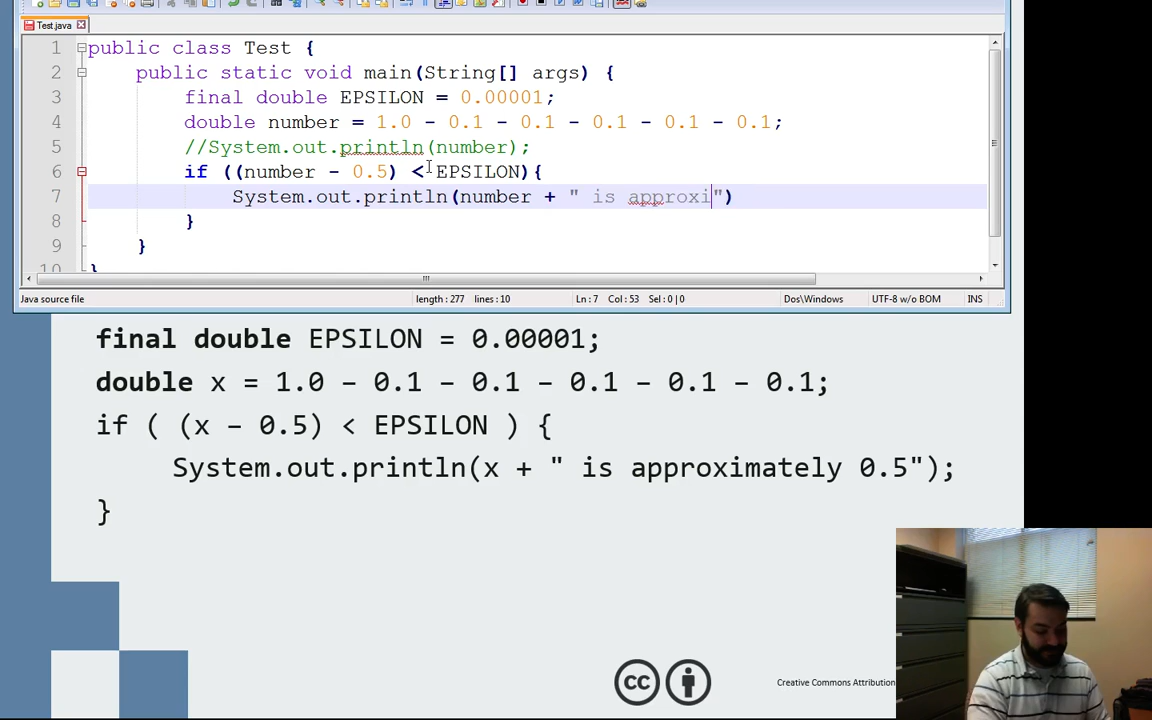 Test.java
1 public class Test {
2 public static void main(String[] args) {
3 final double EPSILON = 0.00001;
4 double number = 1.0 - 0.1 - 0.1 - 0.1 - 0.1 - 0.1;
5 //System.out.println(number);
6 if ((number - 0.5) < EPSILON){
7 System.out.println(number + " is approxi")
8 }
9 }
10 }
Java source file length : 277 lines : 10 Ln : 7 Col : 53 Sel : 0 | 0 Dos\Windows UTF-8 w/o BOM INS
final double EPSILON = 0.00001;
double x = 1.0 – 0.1 – 0.1 – 0.1 – 0.1 – 0.1;
if ( (x – 0.5) < EPSILON ) {
System.out.println(x + " is approximately 0.5");
}
cc
Creative Commons Attribution